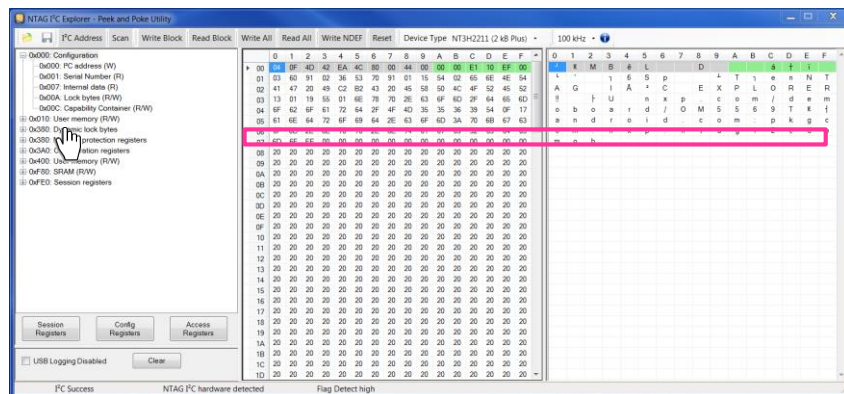 NTAG I²C Explorer - Peek and Poke Utility
I²C Address Scan Write Block Read Block Write All Read All Write NDEF Reset Device Type NT3H2211 (2 kB Plus) 100 kHz
0x000: Configuration
0x000: I²C address (W)
0x001: Serial Number (R)
0x007: Internal data (R)
0x00A: Lock bytes (R/W)
0x00C: Capability Container (R/W)
0x010: User memory (R/W)
0x380: Dynamic lock bytes
0x380: protection registers
0x3A0: Configuration registers
0x400: User memory (R/W)
0xF80: SRAM (R/W)
0xFE0: Session registers
Session Registers
Config Registers
Access Registers
USB Logging Disabled Clear
0 1 2 3 4 5 6 7 8 9 A B C D E F
00 04 0F 4D 42 EA 4C 80 00 44 00 00 00 E1 10 EF 00
01 03 60 91 02 36 53 70 91 01 15 54 02 65 6E 4E 54
02 41 47 20 49 C2 B2 43 20 45 58 50 4C 4F 52 45 52
03 13 01 19 55 01 6E 78 70 2E 63 6F 6D 2F 64 65 6D
04 6F 62 6F 61 72 64 2F 4F 4D 35 35 36 39 54 0F 17
05 61 6E 64 72 6F 69 64 2E 63 6F 6D 3A 70 6B 67 63
08 20 20 20 20 20 20 20 20 20 20 20 20 20 20 20 20
09 20 20 20 20 20 20 20 20 20 20 20 20 20 20 20 20
0A 20 20 20 20 20 20 20 20 20 20 20 20 20 20 20 20
0B 20 20 20 20 20 20 20 20 20 20 20 20 20 20 20 20
0C 20 20 20 20 20 20 20 20 20 20 20 20 20 20 20 20
0D 20 20 20 20 20 20 20 20 20 20 20 20 20 20 20 20
0E 20 20 20 20 20 20 20 20 20 20 20 20 20 20 20 20
0F 20 20 20 20 20 20 20 20 20 20 20 20 20 20 20 20
10 20 20 20 20 20 20 20 20 20 20 20 20 20 20 20 20
11 20 20 20 20 20 20 20 20 20 20 20 20 20 20 20 20
12 20 20 20 20 20 20 20 20 20 20 20 20 20 20 20 20
13 20 20 20 20 20 20 20 20 20 20 20 20 20 20 20 20
14 20 20 20 20 20 20 20 20 20 20 20 20 20 20 20 20
15 20 20 20 20 20 20 20 20 20 20 20 20 20 20 20 20
16 20 20 20 20 20 20 20 20 20 20 20 20 20 20 20 20
17 20 20 20 20 20 20 20 20 20 20 20 20 20 20 20 20
18 20 20 20 20 20 20 20 20 20 20 20 20 20 20 20 20
19 20 20 20 20 20 20 20 20 20 20 20 20 20 20 20 20
1A 20 20 20 20 20 20 20 20 20 20 20 20 20 20 20 20
1B 20 20 20 20 20 20 20 20 20 20 20 20 20 20 20 20
1C 20 20 20 20 20 20 20 20 20 20 20 20 20 20 20 20
1D 20 20 20 20 20 20 20 20 20 20 20 20 20 20 20 20
0 1 2 3 4 5 6 7 8 9 A B C D E F
M B ê L D á ï
6 S p T e n N T
A G I Â ² C E X P L O R E R
U n x p . c o m / d e m
o b o a r d / O M 5 5 6 9 T
a n d r o i d . c o m : p k g c
I²C Success NTAG I²C hardware detected Flag Detect high